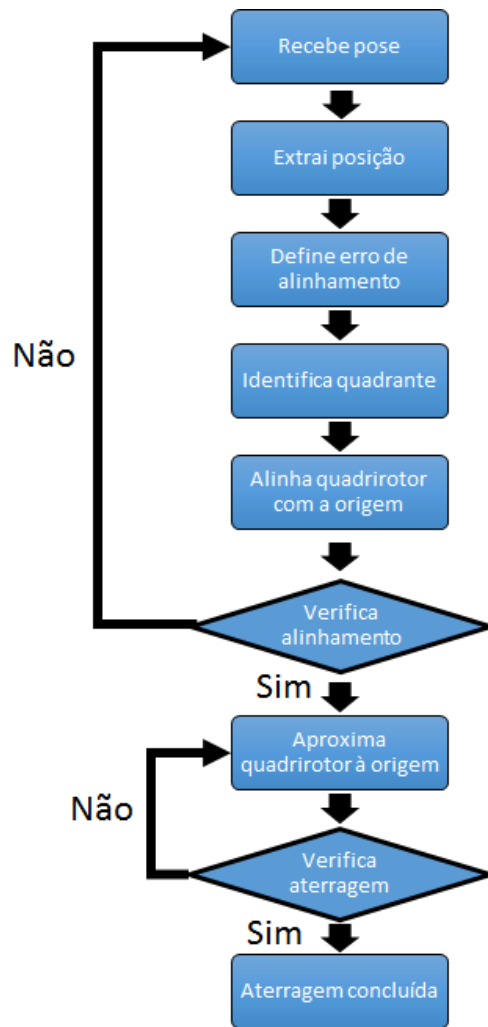 Recebe pose
Extrai posição
Define erro de
alinhamento
Não
Identifica quadrante
Alinha quadrirotor
com a origem
Verifica
alinhamento
Sim
Aproxima
quadrirotor à origem
Não
Verifica
aterragem
Sim
Aterragem concluída